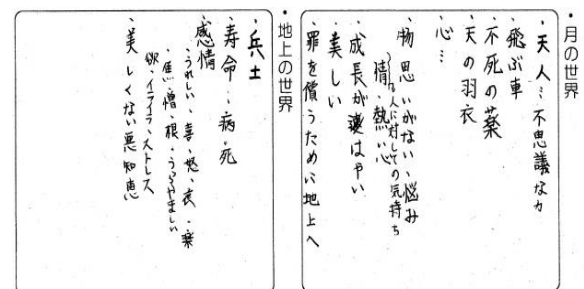 ・月の世界
・天人…不思議な力
・飛ぶ車
・不死の薬
・天の羽衣
・心…
・物思いがない、悩み
情、熱い心
人に対しての気持ち
・成長が速はやい
・美しい
・罪を償うために地上へ
・地上の世界
・兵士
・寿命…病、死
・感情
・うれしい、喜、怒、哀、楽
・憎、恨、うらやましい
欲、イライラ、ストレス
・美しくない悪知恵